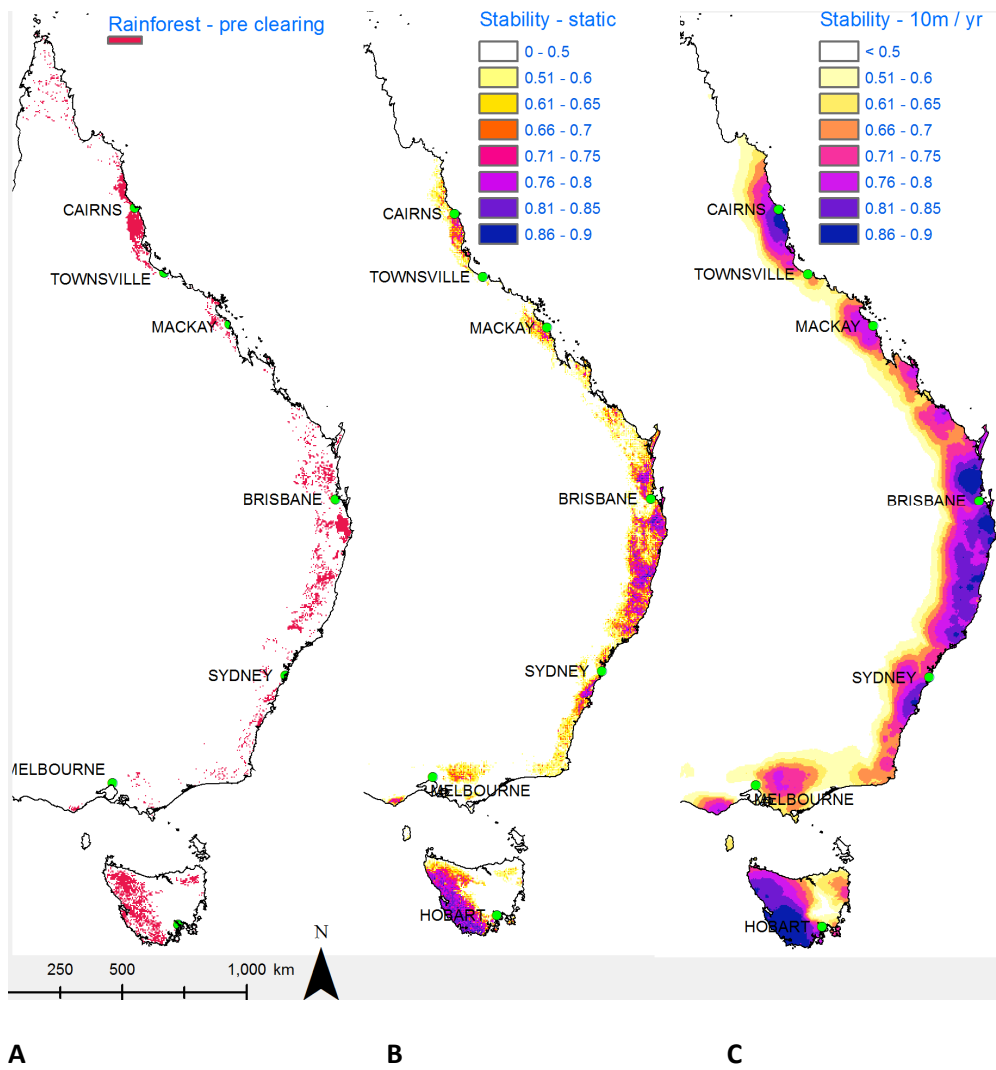 Rainforest - pre clearing
CAIRNS
TOWNSVILLE
MACKAY
BRISBANE
SYDNEY
MELBOURNE
250 500 1,000 km
N
Stability - static
0 - 0.5
0.51 - 0.6
0.61 - 0.65
0.66 - 0.7
0.71 - 0.75
0.76 - 0.8
0.81 - 0.85
0.86 - 0.9
CAIRNS
TOWNSVILLE
MACKAY
BRISBANE
SYDNEY
MELBOURNE
HOBART
Stability - 10m / yr
< 0.5
0.51 - 0.6
0.61 - 0.65
0.66 - 0.7
0.71 - 0.75
0.76 - 0.8
0.81 - 0.85
0.86 - 0.9
CAIRNS
TOWNSVILLE
MACKAY
BRISBANE
SYDNEY
MELBOURNE
HOBART
A B C